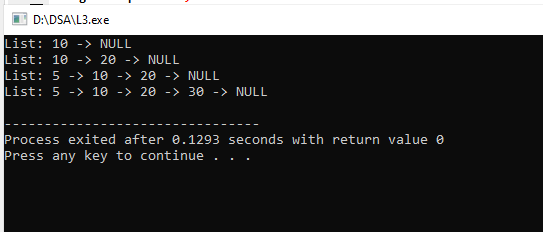 D:\DSA\L3.exe
List: 10 -> NULL
List: 10 -> 20 -> NULL
List: 5 -> 10 -> 20 -> NULL
List: 5 -> 10 -> 20 -> 30 -> NULL
--------------------------------
Process exited after 0.1293 seconds with return value 0
Press any key to continue . . .